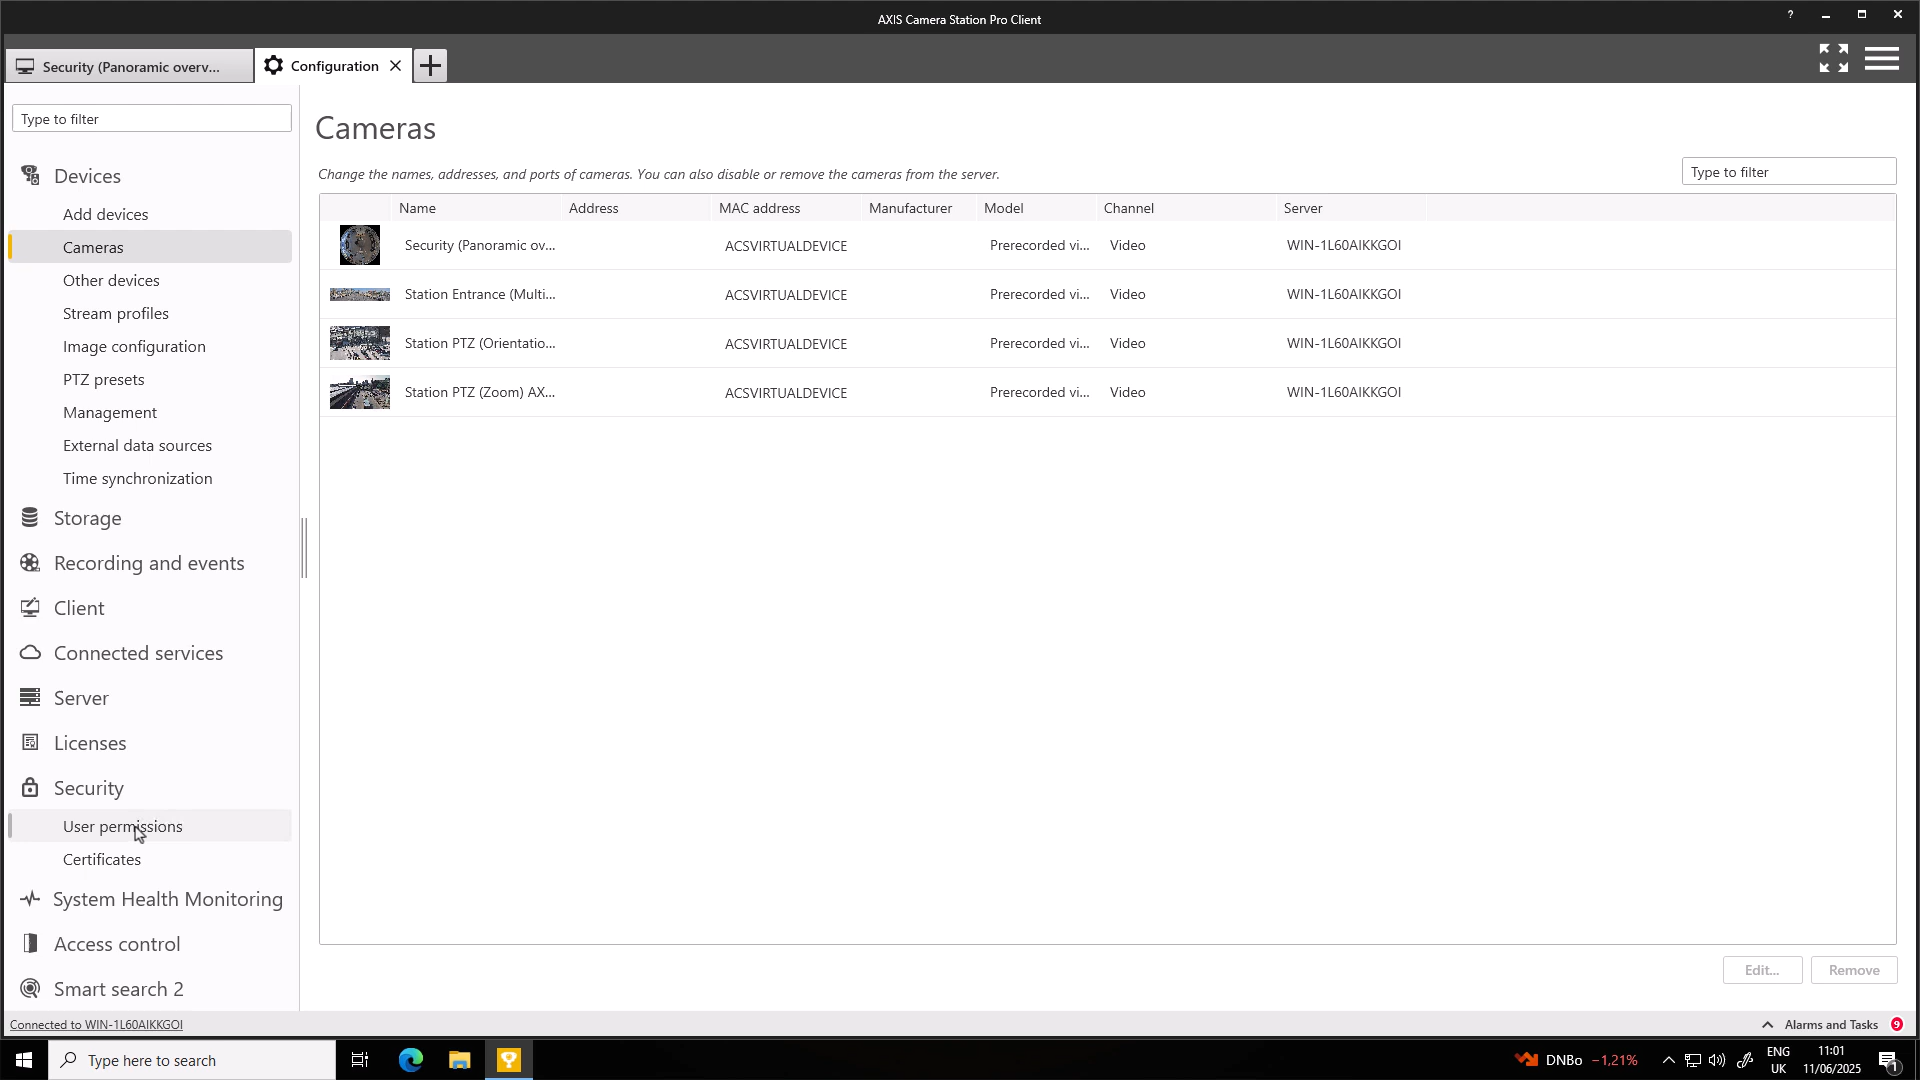 AXIS Camera Station Pro Client
?
Security (Panoramic overv...
Configuration
Type to filter
Devices
Add devices
Cameras
Other devices
Stream profiles
Image configuration
PTZ presets
Management
External data sources
Time synchronization
Storage
Recording and events
Client
Connected services
Server
Licenses
Security
User permissions
Certificates
System Health Monitoring
Access control
Smart search 2
Cameras
Change the names, addresses, and ports of cameras. You can also disable or remove the cameras from the server.
Type to filter
Name Address MAC address Manufacturer Model Channel Server
Security (Panoramic ov... ACSVIRTUALDEVICE Prerecorded vi... Video WIN-1L60AIKKGOI
Station Entrance (Multi... ACSVIRTUALDEVICE Prerecorded vi... Video WIN-1L60AIKKGOI
Station PTZ (Orientatio... ACSVIRTUALDEVICE Prerecorded vi... Video WIN-1L60AIKKGOI
Station PTZ (Zoom) AX... ACSVIRTUALDEVICE Prerecorded vi... Video WIN-1L60AIKKGOI
Edit... Remove
Connected to WIN-1L60AIKKGOI
Alarms and Tasks 9
Type here to search
DNBo −1,21%
ENG
UK
11:01
11/06/2025
1